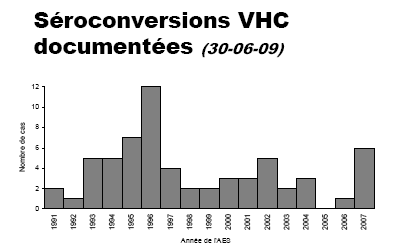 Séroconversions VHC
documentées (30-06-09)
12
10
8
6
4
2
0
Nombre de cas
1991 1992 1993 1994 1995 1996 1997 1998 1999 2000 2001 2002 2003 2004 2005 2006 2007
Année de l'AES